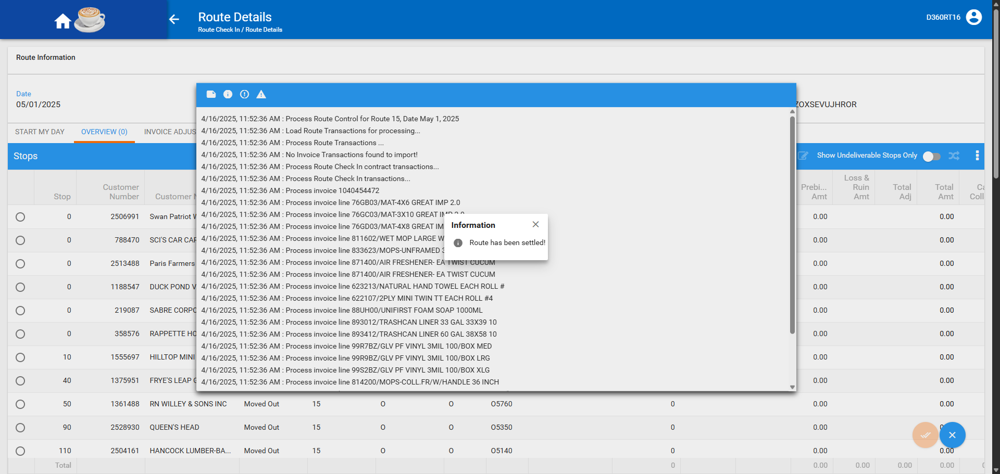 Route Details
Route Check In / Route Details
D360RT16
Route Information
Date
05/01/2025
ZOXSEVUJHROR
START MY DAY
OVERVIEW (0)
INVOICE ADJUS
4/16/2025, 11:52:36 AM : Process Route Control for Route 15, Date May 1, 2025
4/16/2025, 11:52:36 AM : Load Route Transactions for processing...
4/16/2025, 11:52:36 AM : Process Route Transactions ...
4/16/2025, 11:52:36 AM : No Invoice Transactions found to import!
4/16/2025, 11:52:36 AM : Process Route Check In contract transactions...
4/16/2025, 11:52:36 AM : Process Route Check In transactions...
4/16/2025, 11:52:36 AM : Process invoice 1040454472
4/16/2025, 11:52:36 AM : Process invoice line 76GB03/MAT-4X6 GREAT IMP 2.0
4/16/2025, 11:52:36 AM : Process invoice line 76GC03/MAT-3X10 GREAT IMP 2.0
4/16/2025, 11:52:36 AM : Process invoice line 76GD03/MAT-4X8 GREAT IM
4/16/2025, 11:52:36 AM : Process invoice line 811602/WET MOP LARGE W
4/16/2025, 11:52:36 AM : Process invoice line 833623/MOPS-UNFRAMED 3
4/16/2025, 11:52:36 AM : Process invoice line 871400/AIR FRESHENER- EA TWIST CUCUM
4/16/2025, 11:52:36 AM : Process invoice line 871400/AIR FRESHENER- EA TWIST CUCUM
4/16/2025, 11:52:36 AM : Process invoice line 623213/NATURAL HAND TOWEL EACH ROLL #
4/16/2025, 11:52:36 AM : Process invoice line 622107/2PLY MINI TWIN TT EACH ROLL #4
4/16/2025, 11:52:36 AM : Process invoice line 88UH00/UNIFIRST FOAM SOAP 1000ML
4/16/2025, 11:52:36 AM : Process invoice line 893012/TRASHCAN LINER 33 GAL 33X39 10
4/16/2025, 11:52:36 AM : Process invoice line 893412/TRASHCAN LINER 60 GAL 38X58 10
4/16/2025, 11:52:36 AM : Process invoice line 99R7BZ/GLV PF VINYL 3MIL 100/BOX MED
4/16/2025, 11:52:36 AM : Process invoice line 99R9BZ/GLV PF VINYL 3MIL 100/BOX LRG
4/16/2025, 11:52:36 AM : Process invoice line 99S2BZ/GLV PF VINYL 3MIL 100/BOX XLG
4/16/2025, 11:52:36 AM : Process invoice line 814200/MOPS-COLL.FR/W/HANDLE 36 INCH
Information
Route has been settled!
Stops
Show Undeliverable Stops Only
Stop
Customer Number
Customer N
Prebi... Amt
Loss & Ruin Amt
Total Adj
Total Amt
Ca Coll
0 2506991 Swan Patriot W 0.00 0.00
0 788470 SCI'S CAR CAR 0.00 0.00
0 2513488 Paris Farmers 0.00 0.00
0 1188547 DUCK POND V 0.00 0.00
0 219087 SABRE CORPO 0.00 0.00
0 358576 RAPPETTE HO 0.00 0.00
10 1555697 HILLTOP MINI 0.00 0.00
40 1375951 FRYE'S LEAP G 0.00 0.00
50 1361488 RN WILLEY & SONS INC Moved Out 15 O O O5760 0 0.00 0.00
90 2528930 QUEEN'S HEAD Moved Out 15 O O O5350 0 0.00 0
110 2504161 HANCOCK LUMBER-BA... Moved Out 15 O O O5140 0 0.00 0.00
Total 0 0.00 0.00 0.00 0.00 0